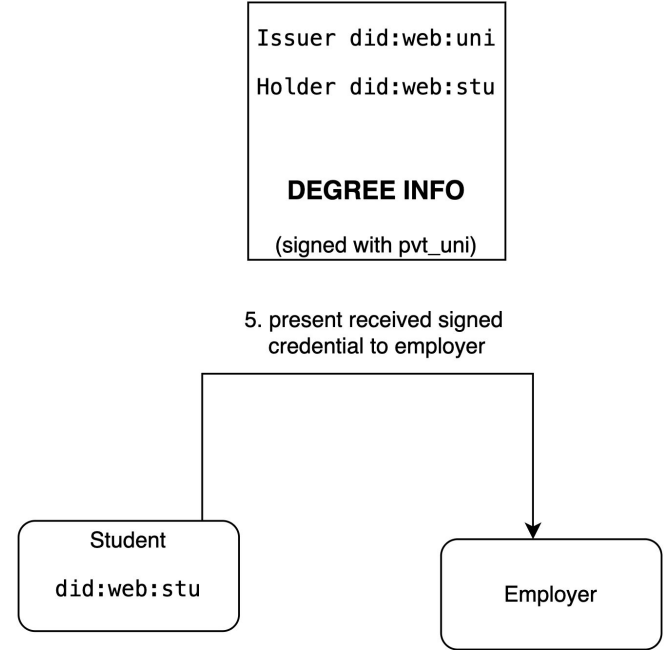 Issuer did:web:uni
Holder did:web:stu
DEGREE INFO
(signed with pvt_uni)
5. present received signed
credential to employer
Student
did:web:stu
Employer